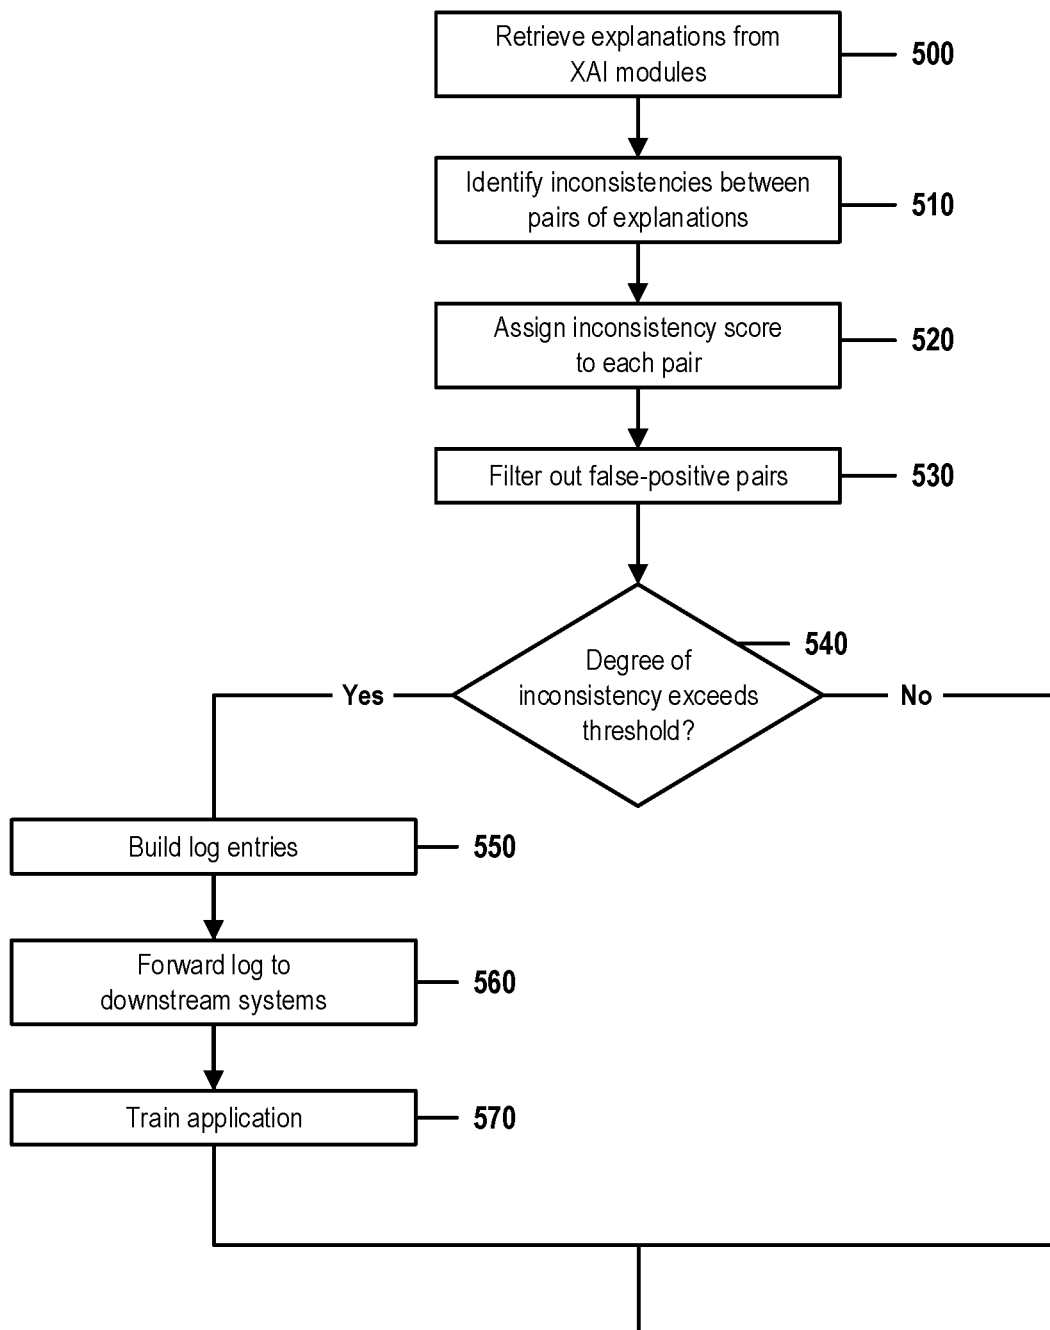 Retrieve explanations from
XAI modules
500
Identify inconsistencies between
pairs of explanations
510
Assign inconsistency score
to each pair
520
Filter out false-positive pairs
530
540
Degree of
inconsistency exceeds
threshold?
Yes
No
Build log entries
550
Forward log to
downstream systems
560
Train application
570